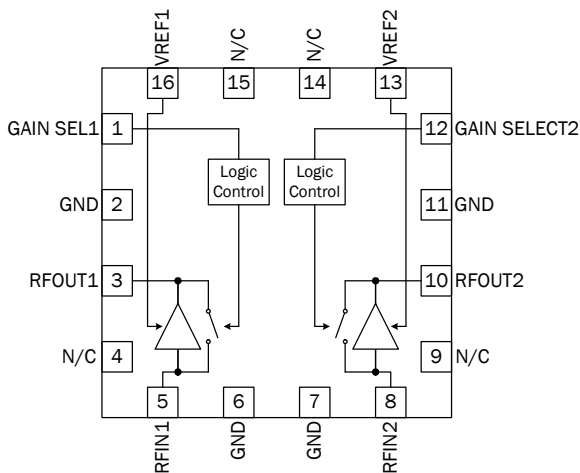 VREF1
N/C
N/C
VREF2
16
15
14
13
GAIN SEL1
1
12
GAIN SELECT2
Logic
Control
Logic
Control
GND
2
11
GND
RFOUT1
3
10
RFOUT2
N/C
4
9
N/C
5
6
7
8
RFIN1
GND
GND
RFIN2